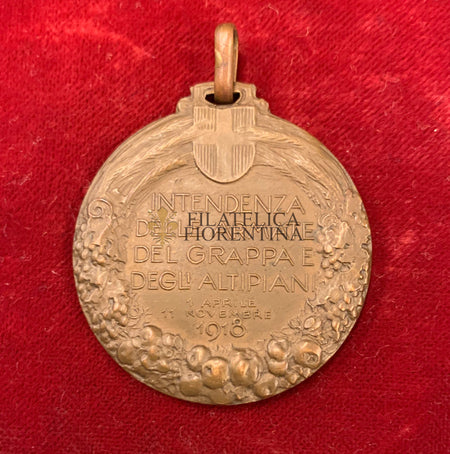 INTENDENZA
FILATELICA
FIORENTINA
DEL GRAPPA E
DEGLI ALTIPIANI
1 APRILE
11 NOVEMBRE
1918